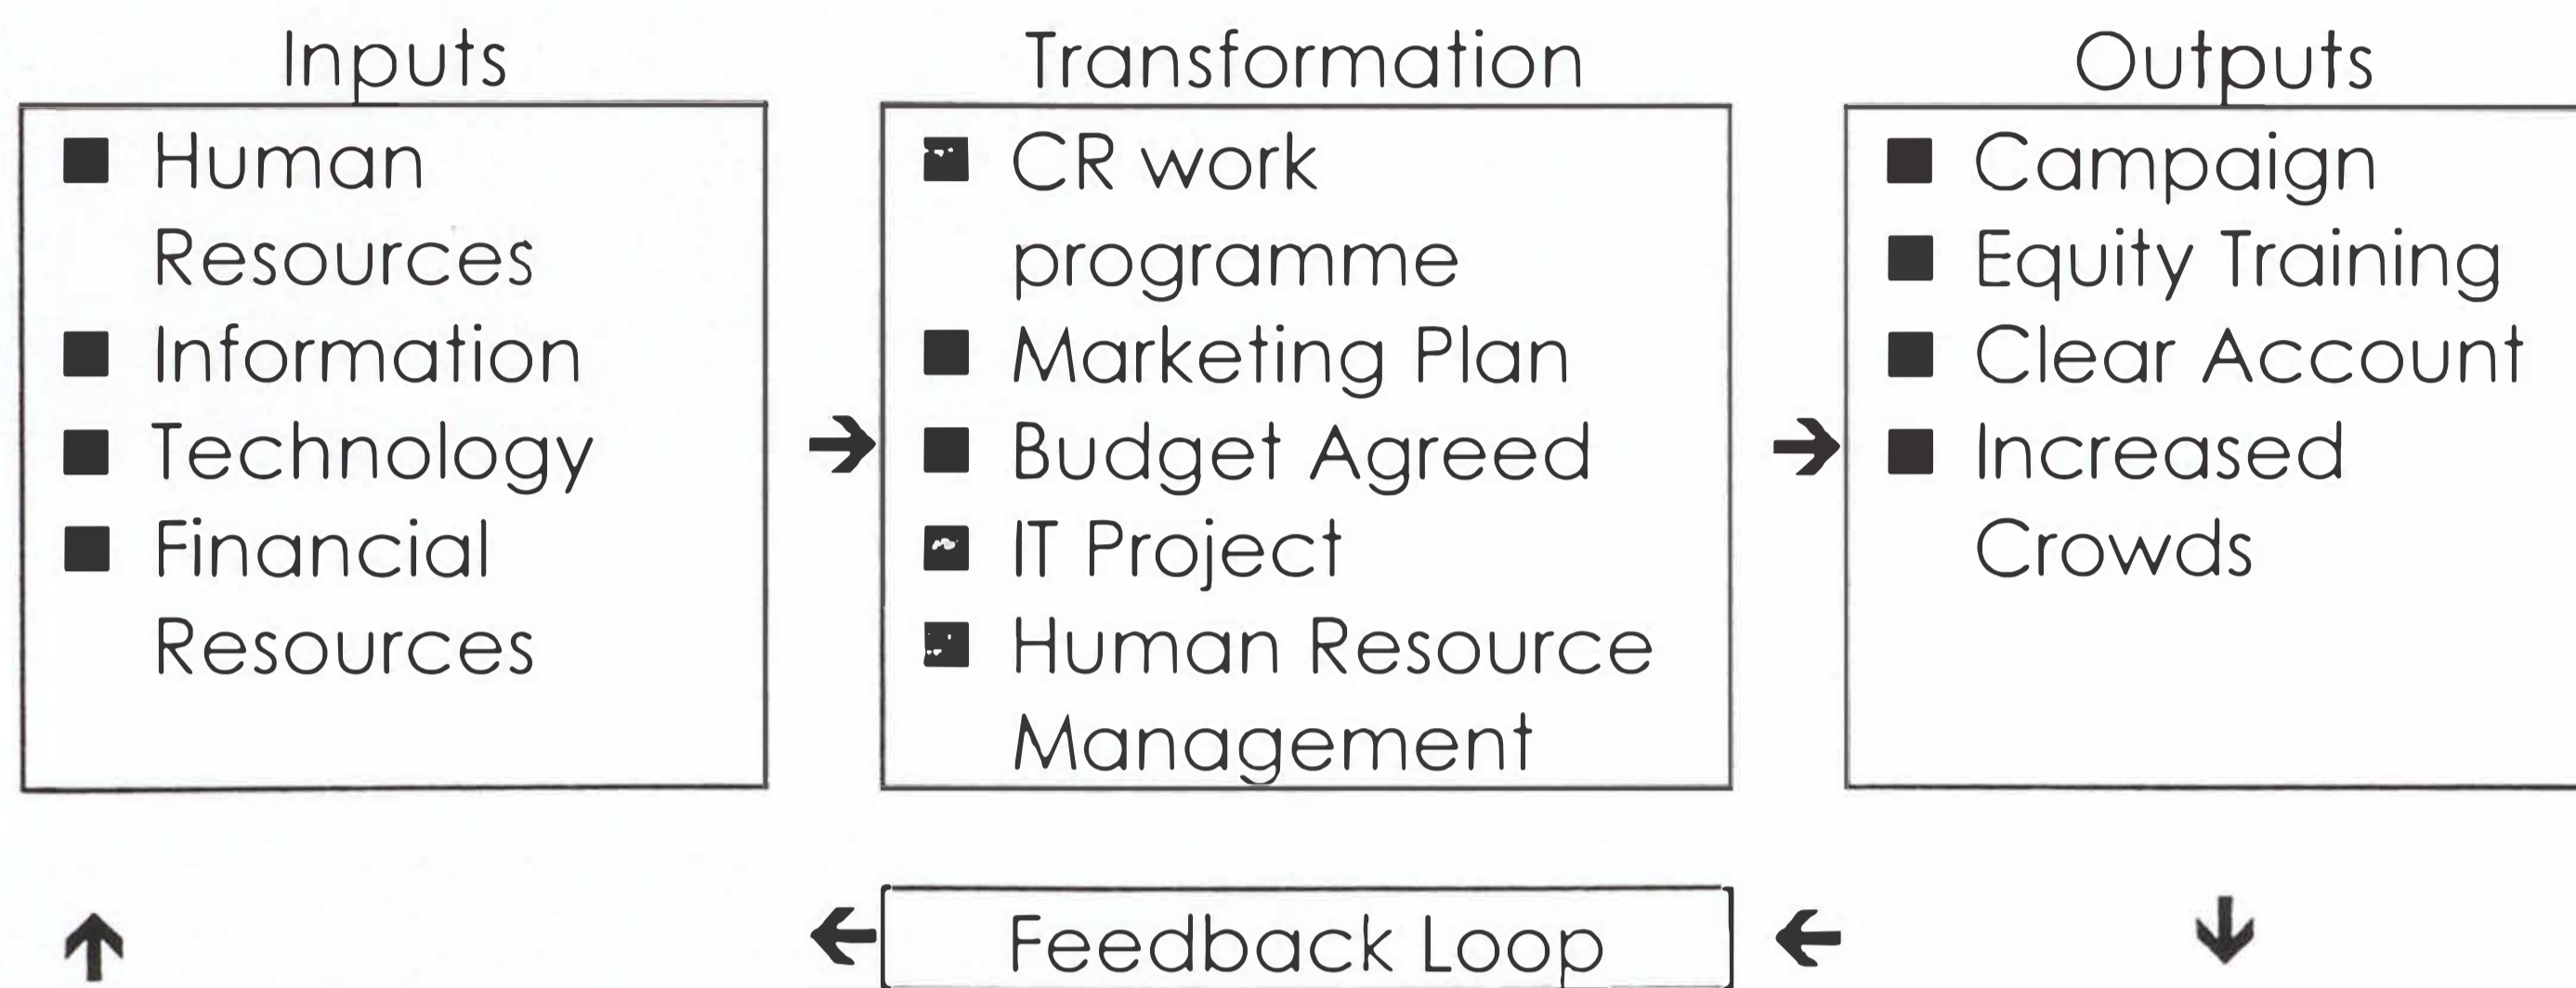 Inputs
Human
Resources
Information
Technology
Financial
Resources
Transformation
CR work
programme
Marketing Plan
Budget Agreed
IT Project
Human Resource
Management
Outputs
Campaign
Equity Training
Clear Account
Increased
Crowds
Feedback Loop